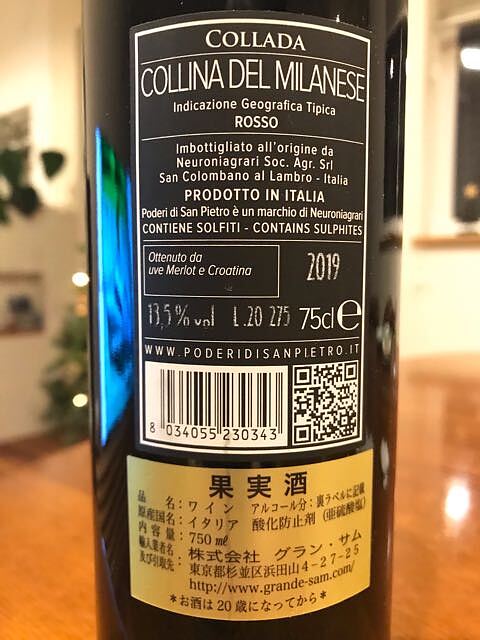 COLLADA
COLLINA DEL MILANESE
Indicazione Geografica Tipica
ROSSO
Imbottigliato all'origine da
Neuroniagrari Soc. Agr. Srl
San Colombano al Lambro - Italia
PRODOTTO IN ITALIA
Poderi di San Pietro è un marchio di Neuroniagrari
CONTIENE SOLFITI - CONTAINS SULPHITES
Ottenuto da
uve Merlot e Croatina
2019
13,5% vol L.20 275 75cl e
WWW.PODERIDISANPIETRO.IT
8 034055 230343
果実酒
品名:ワイン アルコール分:裏ラベルに記載
原産国名:イタリア 酸化防止剤(亜硫酸塩)
内容量:750㎖
輸入業者名及び引取先: 株式会社 グラン・サム
東京都杉並区浜田山4-27-25
http://www.grande-sam.com/
*お酒は20歳になってから*